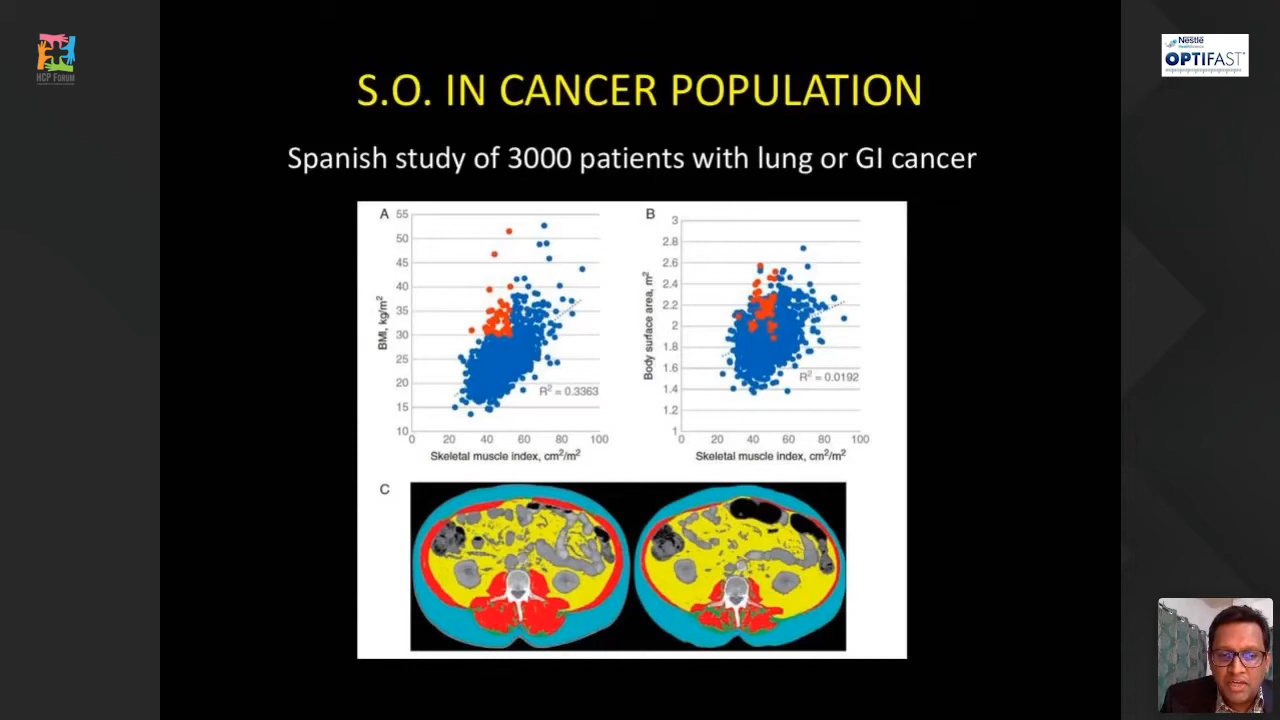 HCP FORUM
Nestlé
HealthScience
OPTIFAST
S.O. IN CANCER POPULATION
Spanish study of 3000 patients with lung or GI cancer
A
55
50
45
40
35
30
25
20
15
10
BMI, kg/m²
R² = 0.3363
0 20 40 60 80 100
Skeletal muscle index, cm²/m²
B
3
2.8
2.6
2.4
2.2
2
1.8
1.6
1.4
1.2
1
Body surface area, m²
R² = 0.0192
0 20 40 60 80 100
Skeletal muscle index, cm²/m²
C